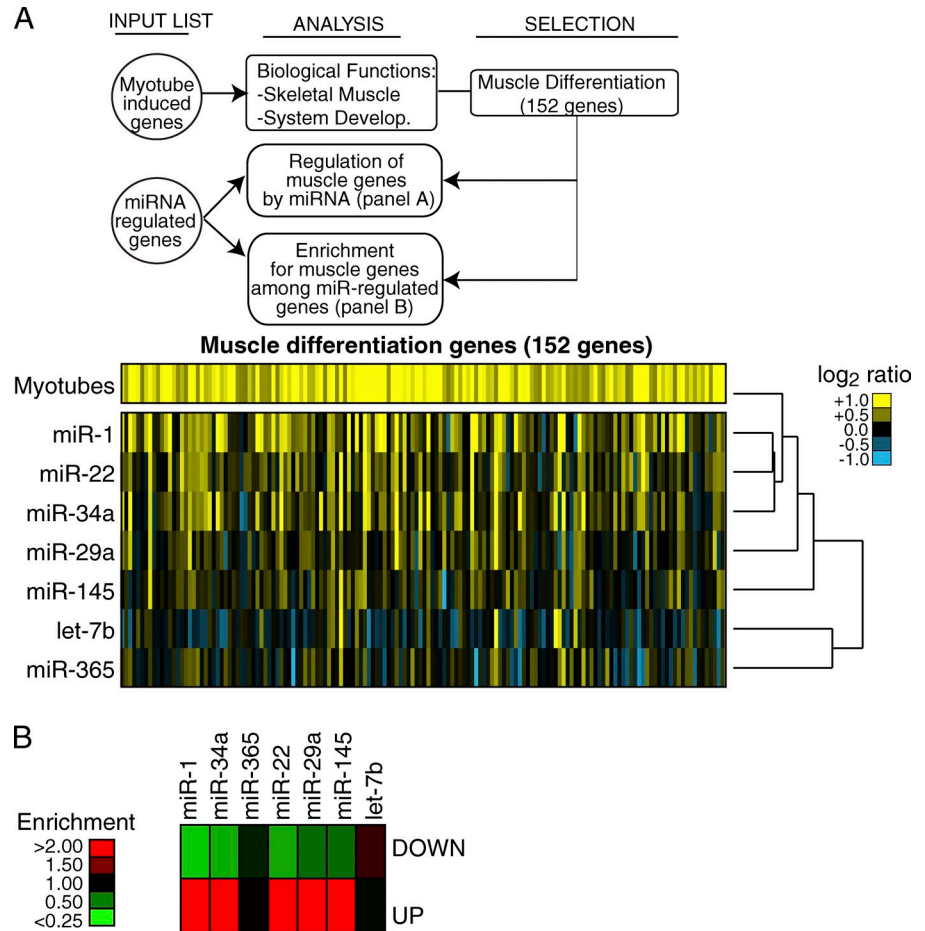 A
INPUT LIST
ANALYSIS
SELECTION
Myotube
induced
genes
Biological Functions:
-Skeletal Muscle
-System Develop.
Muscle Differentiation
(152 genes)
miRNA
regulated
genes
Regulation of
muscle genes
by miRNA (panel A)
Enrichment
for muscle genes
among miR-regulated
genes (panel B)
Muscle differentiation genes (152 genes)
Myotubes
miR-1
miR-22
miR-34a
miR-29a
miR-145
let-7b
miR-365
log2 ratio
+1.0
+0.5
0.0
-0.5
-1.0
B
miR-1
miR-34a
miR-365
miR-22
miR-29a
miR-145
let-7b
Enrichment
>2.00
1.50
1.00
0.50
<0.25
DOWN
UP